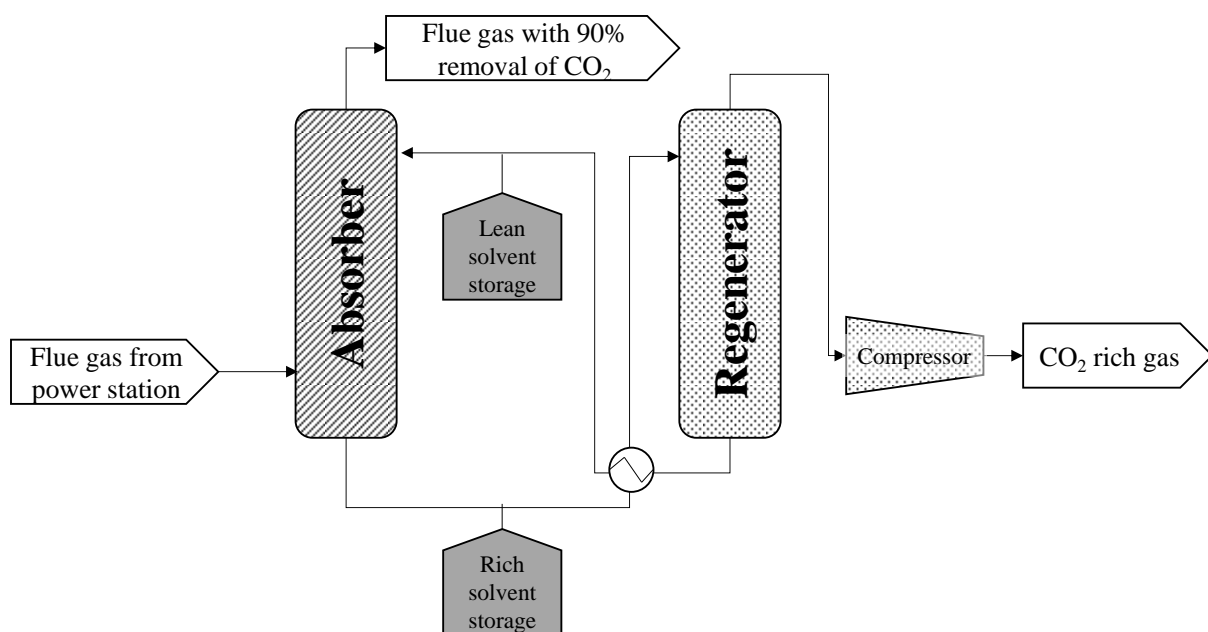 Flue gas with 90%
removal of CO₂
Absorber
Regenerator
Lean
solvent
storage
Flue gas from
power station
Compressor
CO₂ rich gas
Rich
solvent
storage